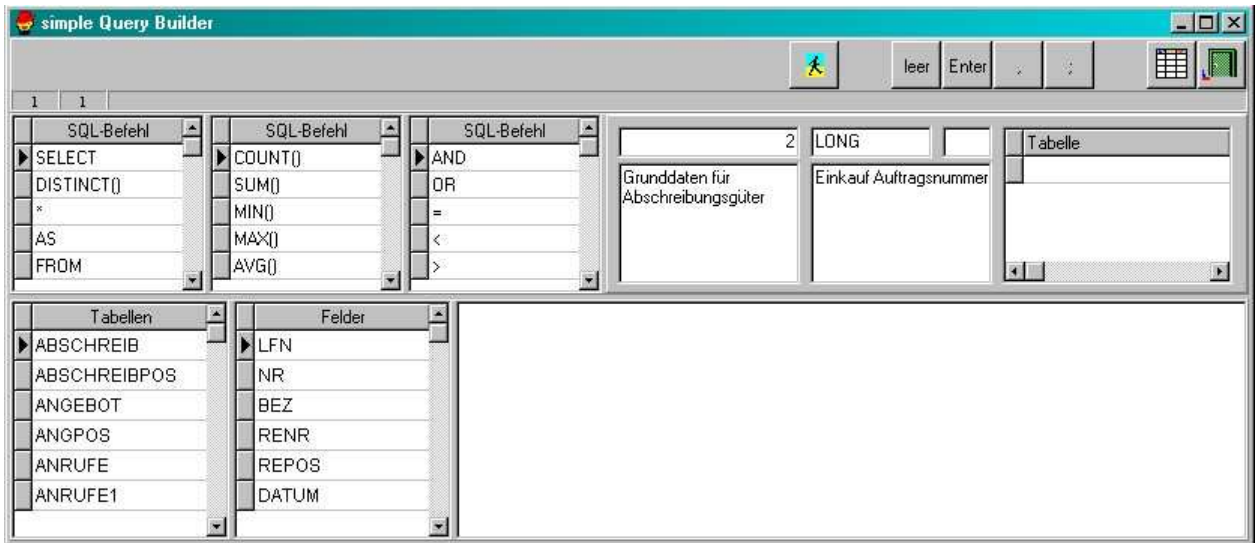 simple Query Builder
leer Enter , ;
1 1
SQL-Befehl SQL-Befehl SQL-Befehl
SELECT COUNT() AND
DISTINCT() SUM() OR
* MIN() =
AS MAX() <
FROM AVG() >
2 LONG
Grunddaten für
Abschreibungsgüter
Einkauf Auftragsnummer
Tabelle
Tabellen Felder
ABSCHREIB LFN
ABSCHREIBPOS NR
ANGEBOT BEZ
ANGPOS RENR
ANRUFE REPOS
ANRUFE1 DATUM